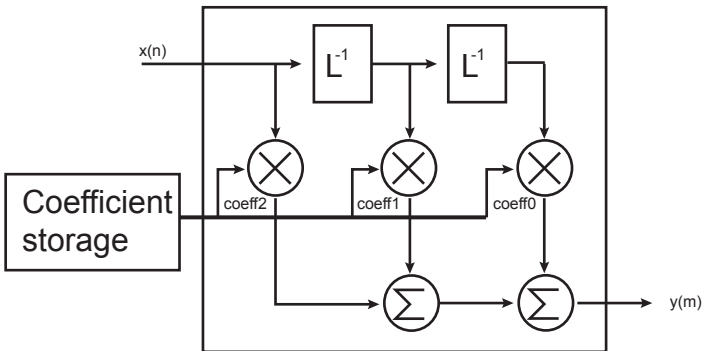 x(n)
L-1
L-1
coeff2
coeff1
coeff0
Coefficient
storage
Σ
Σ
y(m)